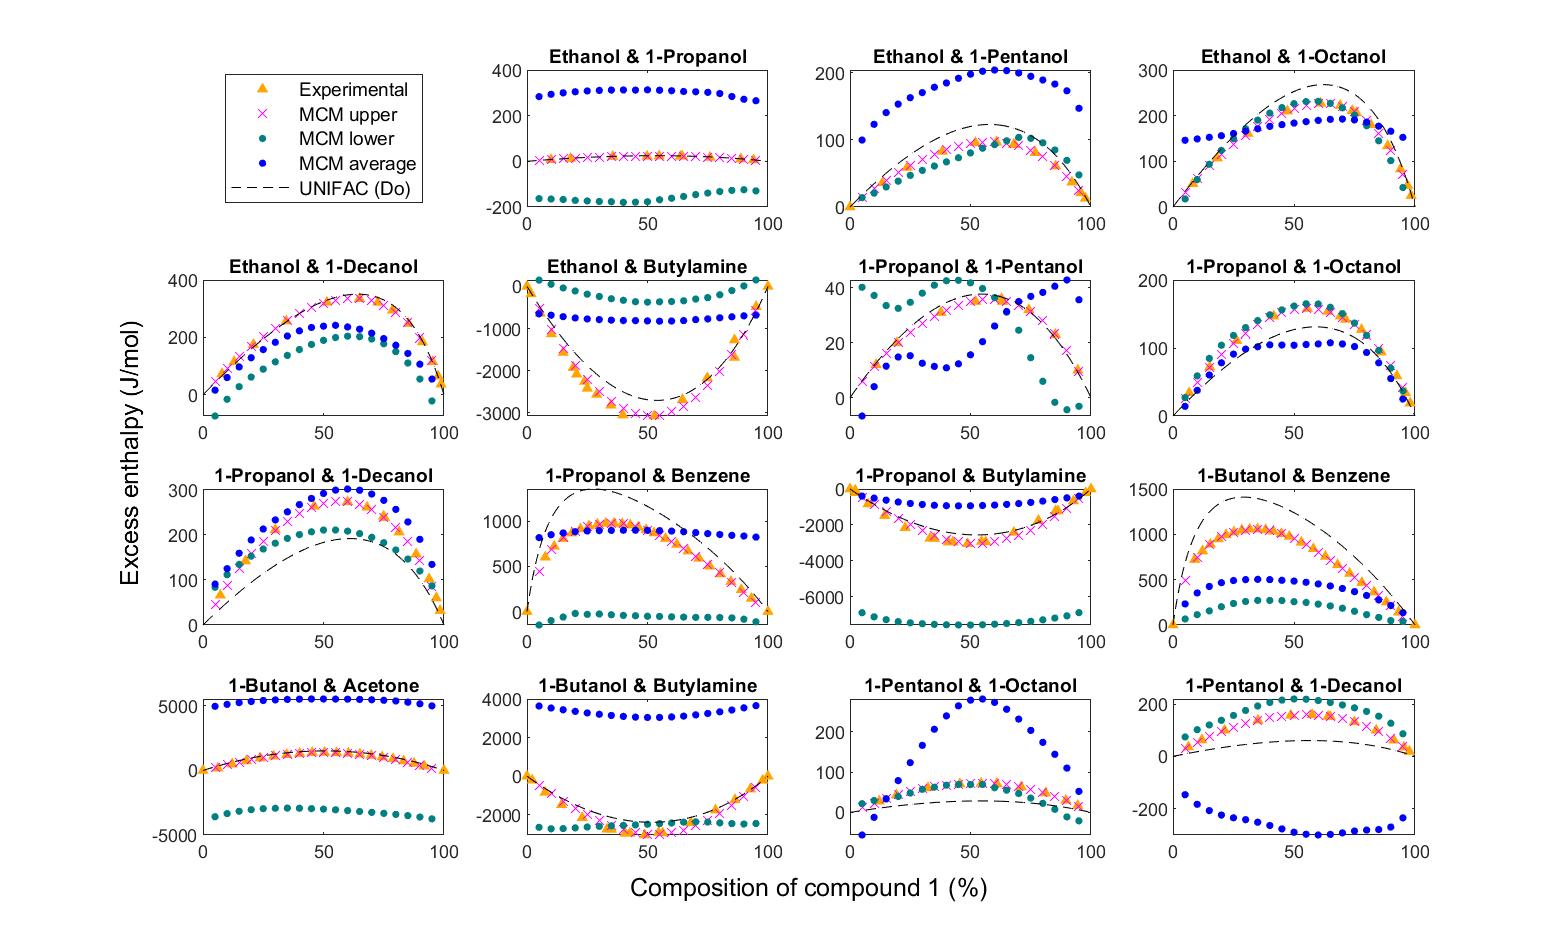 Experimental
MCM upper
MCM lower
MCM average
UNIFAC (Do)
Ethanol & 1-Propanol
400
200
0
-200
0 50 100
Ethanol & 1-Pentanol
200
100
0
0 50 100
Ethanol & 1-Octanol
300
200
100
0
0 50 100
Excess enthalpy (J/mol)
Ethanol & 1-Decanol
400
200
0
0 50 100
Ethanol & Butylamine
0
-1000
-2000
-3000
0 50 100
1-Propanol & 1-Pentanol
40
20
0
0 50 100
1-Propanol & 1-Octanol
200
100
0
0 50 100
1-Propanol & 1-Decanol
300
200
100
0
0 50 100
1-Propanol & Benzene
1000
500
0
0 50 100
1-Propanol & Butylamine
0
-2000
-4000
-6000
0 50 100
1-Butanol & Benzene
1500
1000
500
0
0 50 100
1-Butanol & Acetone
5000
0
-5000
0 50 100
1-Butanol & Butylamine
4000
2000
0
-2000
0 50 100
1-Pentanol & 1-Octanol
200
100
0
0 50 100
1-Pentanol & 1-Decanol
200
0
-200
0 50 100
Composition of compound 1 (%)